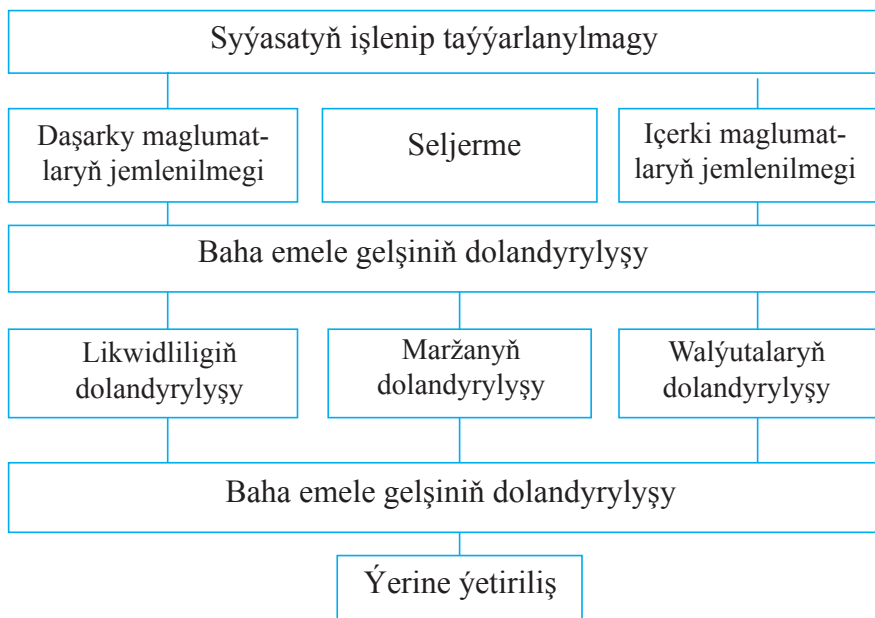 Syýasatyň işlenip taýýarlanylmagy
Daşarky maglumat-
laryň jemlenilmegi
Seljerme
Içerki maglumat-
laryň jemlenilmegi
Baha emele gelşiniň dolandyrylyşy
Likwidliligiň
dolandyrylyşy
Maržanyň
dolandyrylyşy
Walýutalaryň
dolandyrylyşy
Baha emele gelşiniň dolandyrylyşy
Ýerine ýetiriliş